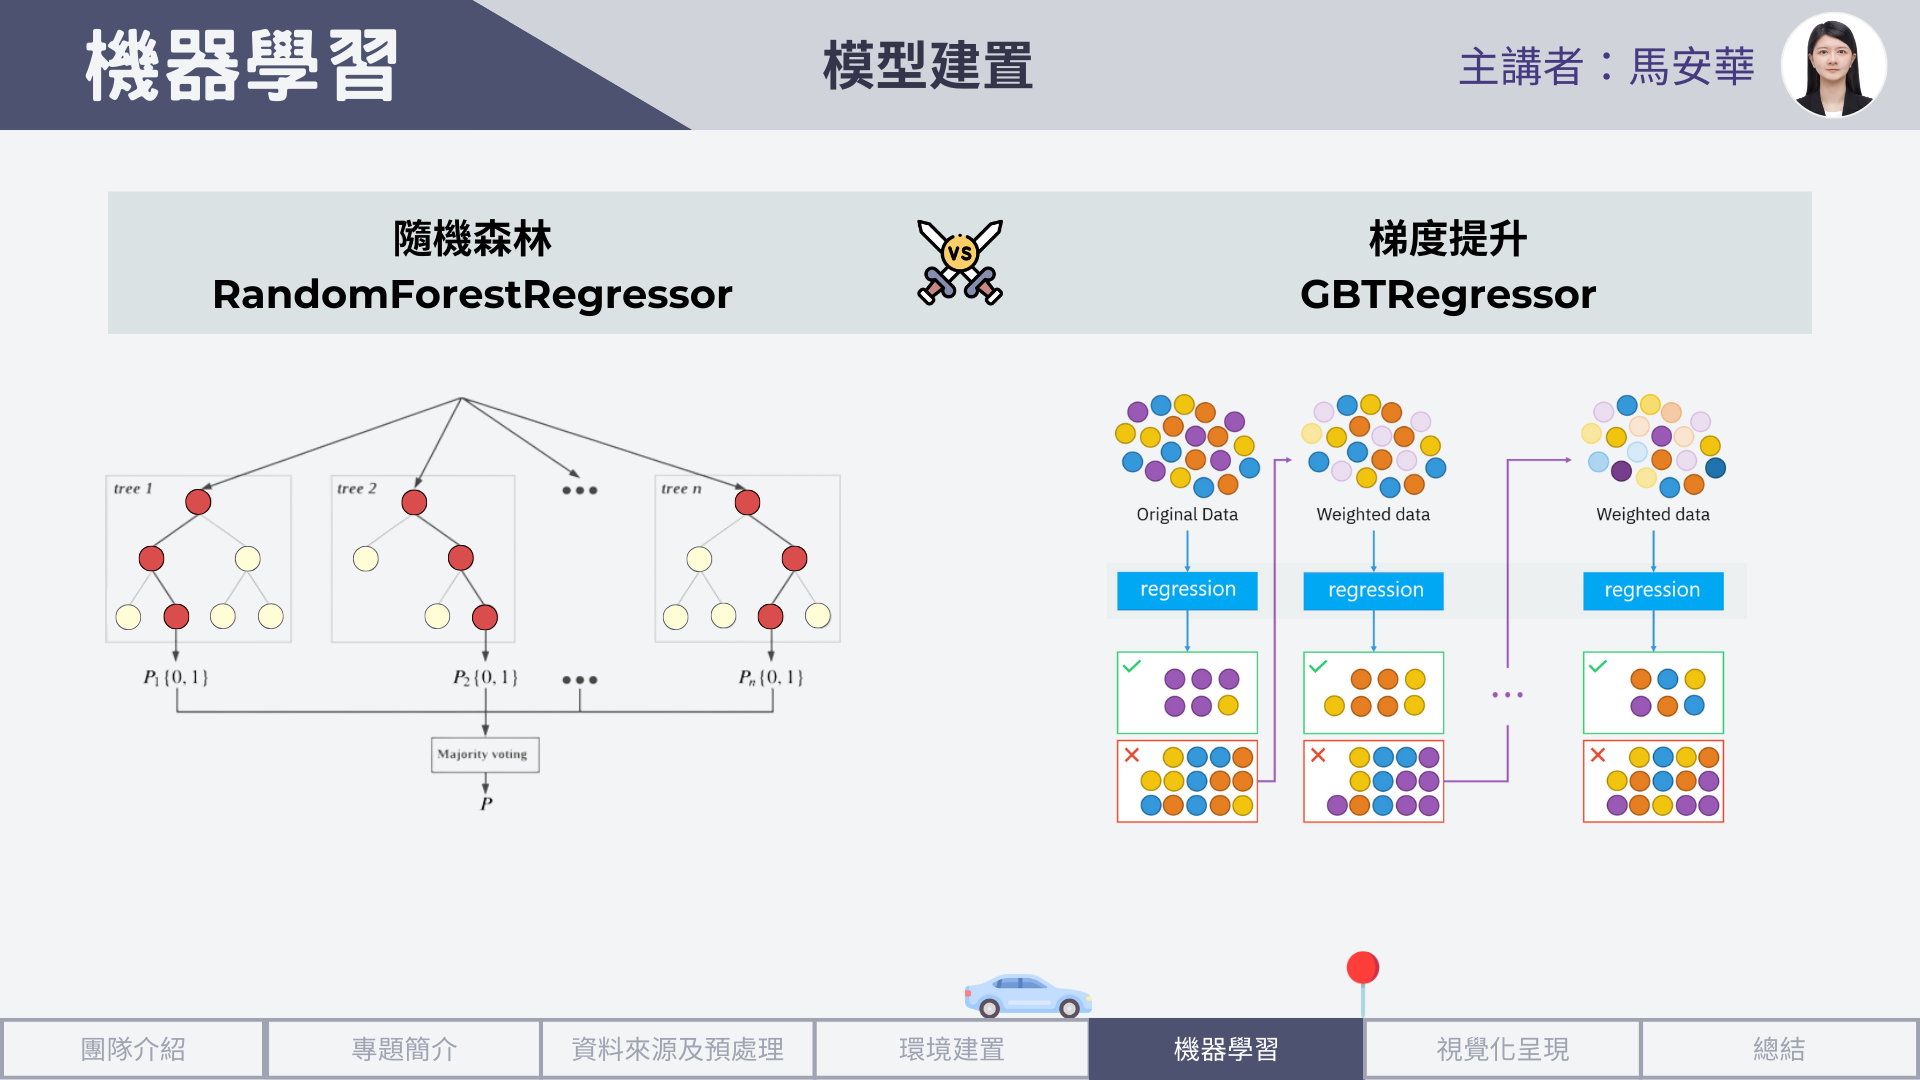 機器學習
模型建置
主講者：馬安華
隨機森林
RandomForestRegressor
VS
梯度提升
GBTRegressor
tree 1
tree 2
•••
tree n
P₁{0, 1}
P₂{0, 1}
•••
Pₙ{0, 1}
Majority voting
P
Original Data
Weighted data
Weighted data
regression
regression
regression
•••
團隊介紹
專題簡介
資料來源及預處理
環境建置
機器學習
視覺化呈現
總結